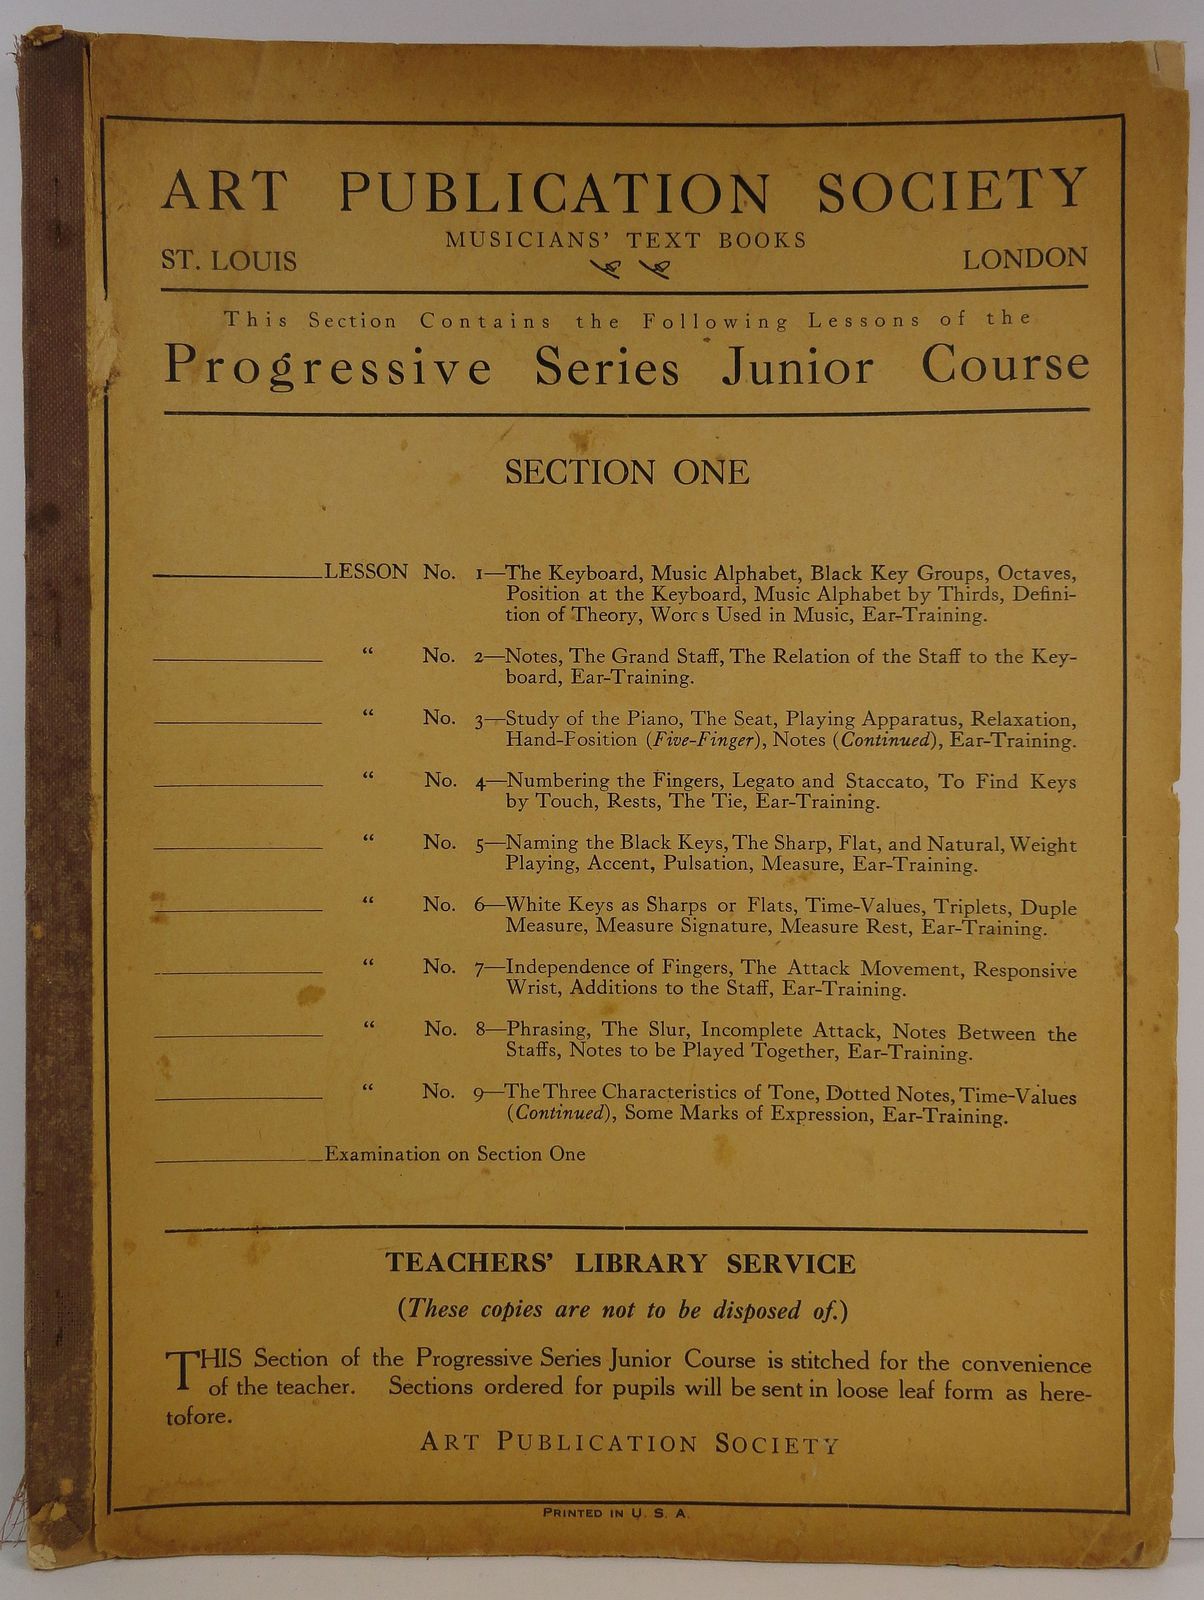 ART PUBLICATION SOCIETY
MUSICIANS' TEXT BOOKS
ST. LOUIS
LONDON
This Section Contains the Following Lessons of the
Progressive Series Junior Course
SECTION ONE
LESSON No. 1—The Keyboard, Music Alphabet, Black Key Groups, Octaves,
Position at the Keyboard, Music Alphabet by Thirds, Defini-
tion of Theory, Words Used in Music, Ear-Training.
“ No. 2—Notes, The Grand Staff, The Relation of the Staff to the Key-
board, Ear-Training.
“ No. 3—Study of the Piano, The Seat, Playing Apparatus, Relaxation,
Hand-Position (Five-Finger), Notes (Continued), Ear-Training.
“ No. 4—Numbering the Fingers, Legato and Staccato, To Find Keys
by Touch, Rests, The Tie, Ear-Training.
“ No. 5—Naming the Black Keys, The Sharp, Flat, and Natural, Weight
Playing, Accent, Pulsation, Measure, Ear-Training.
“ No. 6—White Keys as Sharps or Flats, Time-Values, Triplets, Duple
Measure, Measure Signature, Measure Rest, Ear-Training.
“ No. 7—Independence of Fingers, The Attack Movement, Responsive
Wrist, Additions to the Staff, Ear-Training.
“ No. 8—Phrasing, The Slur, Incomplete Attack, Notes Between the
Staffs, Notes to be Played Together, Ear-Training.
“ No. 9—The Three Characteristics of Tone, Dotted Notes, Time-Values
(Continued), Some Marks of Expression, Ear-Training.
Examination on Section One
TEACHERS' LIBRARY SERVICE
(These copies are not to be disposed of.)
THIS Section of the Progressive Series Junior Course is stitched for the convenience
of the teacher. Sections ordered for pupils will be sent in loose leaf form as here-
tofore.
ART PUBLICATION SOCIETY
PRINTED IN U. S. A.